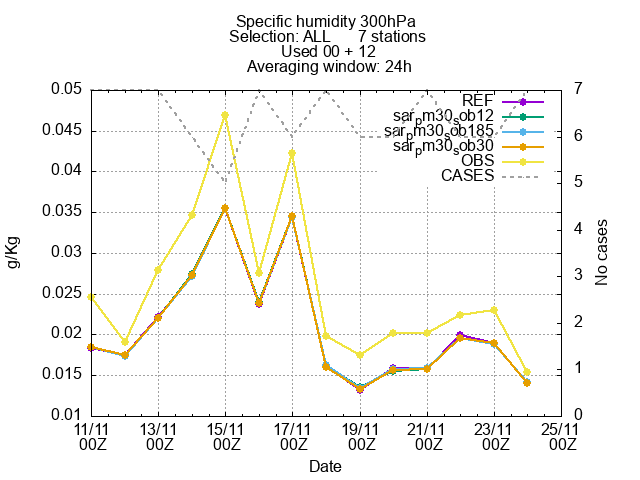 Specific humidity 300hPa
Selection: ALL 7 stations
Used 00 + 12
Averaging window: 24h
0.05
0.045
0.04
0.035
0.03
0.025
0.02
0.015
0.01
g/Kg
7
6
5
4
3
2
1
0
No cases
REF
sarpm30sob12
sarpm30sob185
sarpm30sob30
OBS
CASES
11/11 13/11 15/11 17/11 19/11 21/11 23/11 25/11
00Z 00Z 00Z 00Z 00Z 00Z 00Z 00Z
Date